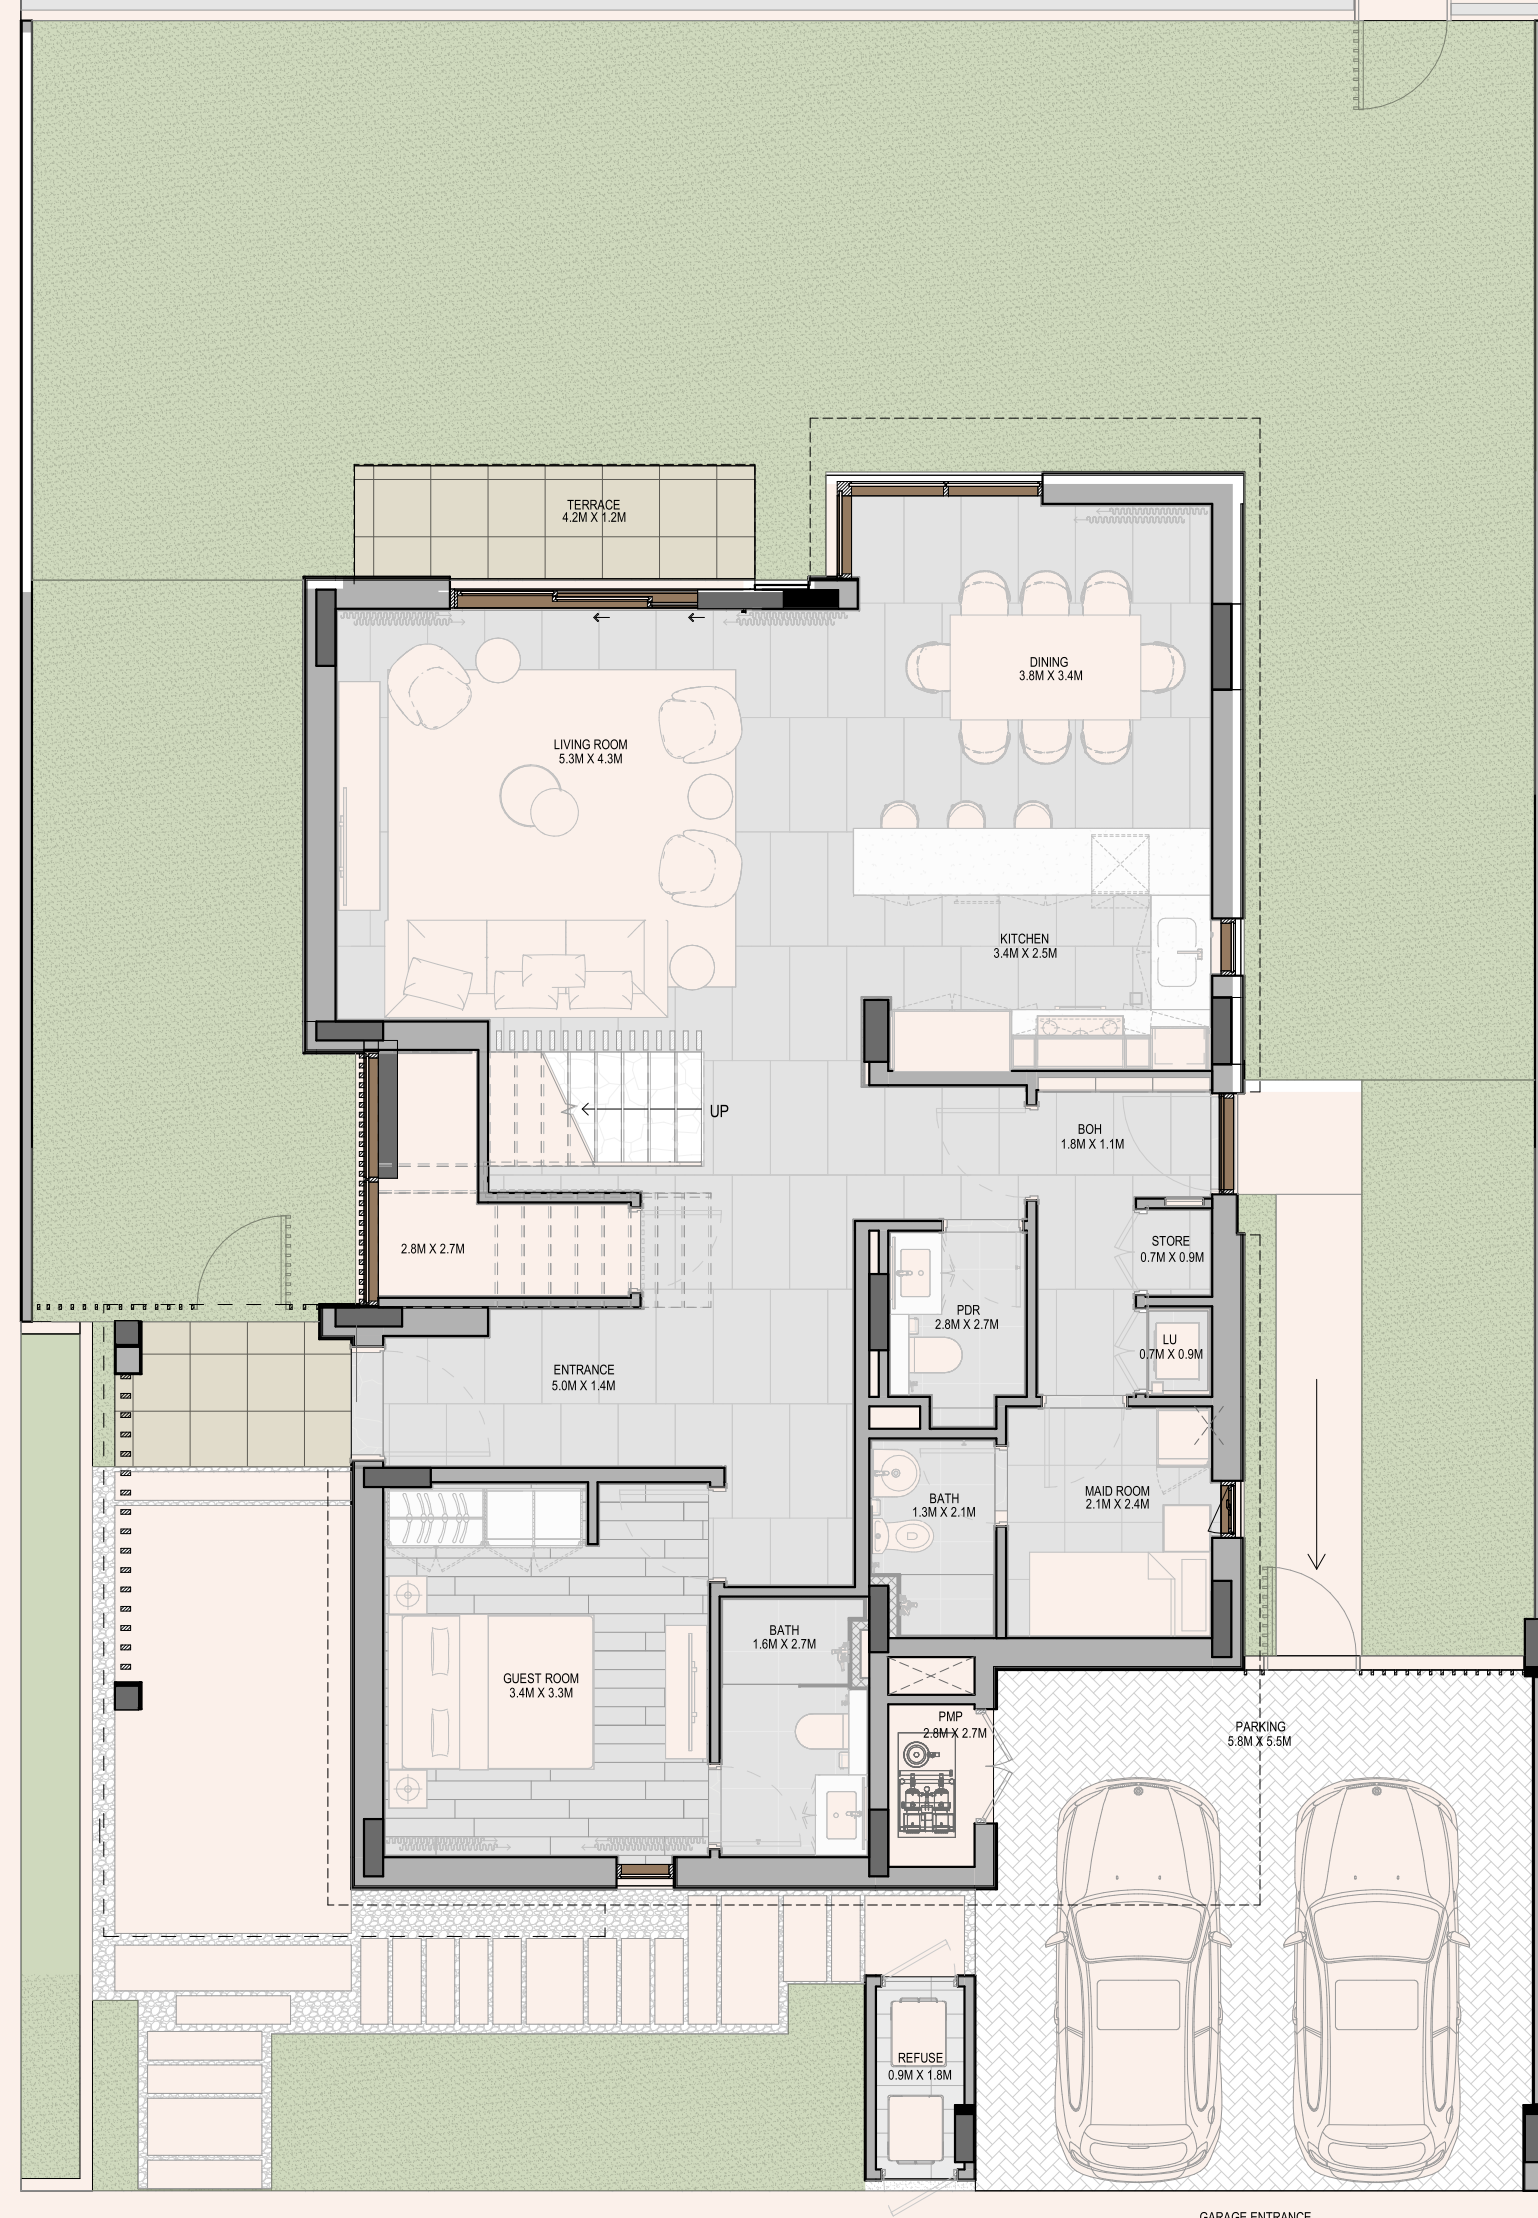 TERRACE
4.2M X 1.2M
DINING
3.8M X 3.4M
LIVING ROOM
5.3M X 4.3M
KITCHEN
3.4M X 2.5M
UP
BOH
1.8M X 1.1M
2.8M X 2.7M
STORE
0.7M X 0.9M
PDR
2.8M X 2.7M
LU
0.7M X 0.9M
ENTRANCE
5.0M X 1.4M
MAID ROOM
2.1M X 2.4M
BATH
1.3M X 2.1M
BATH
1.6M X 2.7M
GUEST ROOM
3.4M X 3.3M
PMP
2.8M X 2.7M
PARKING
5.8M X 5.5M
REFUSE
0.9M X 1.8M
GARAGE ENTRANCE